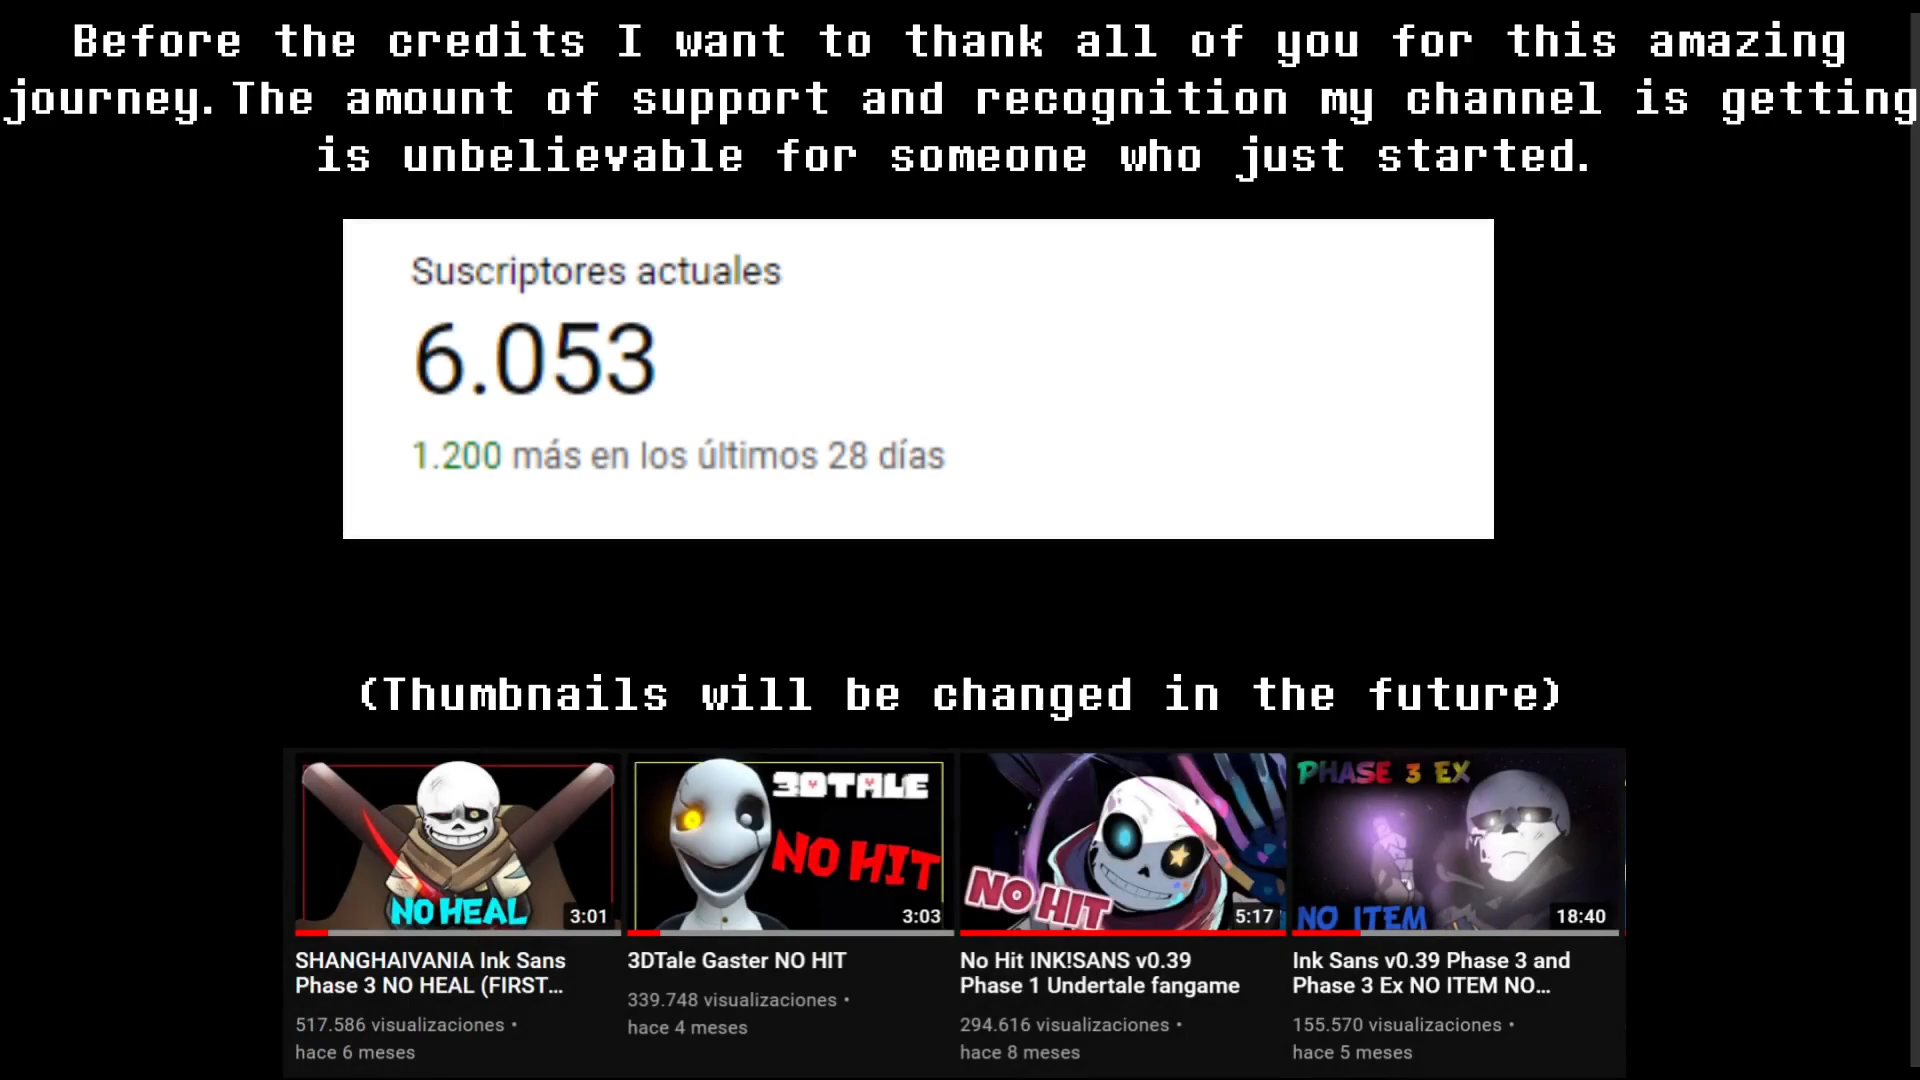 Before the credits I want to thank all of you for this amazing
journey. The amount of support and recognition my channel is getting
is unbelievable for someone who just started.
Suscriptores actuales
6.053
1.200 más en los últimos 28 días
(Thumbnails will be changed in the future)
NO HEAL
3:01
SHANGHAIVANIA Ink Sans
Phase 3 NO HEAL (FIRST...
517.586 visualizaciones •
hace 6 meses
3DTALE
NO HIT
3:03
3DTale Gaster NO HIT
339.748 visualizaciones •
hace 4 meses
NO HIT
5:17
No Hit INK!SANS v0.39
Phase 1 Undertale fangame
294.616 visualizaciones •
hace 8 meses
PHASE 3 EX
NO ITEM
18:40
Ink Sans v0.39 Phase 3 and
Phase 3 Ex NO ITEM NO...
155.570 visualizaciones •
hace 5 meses